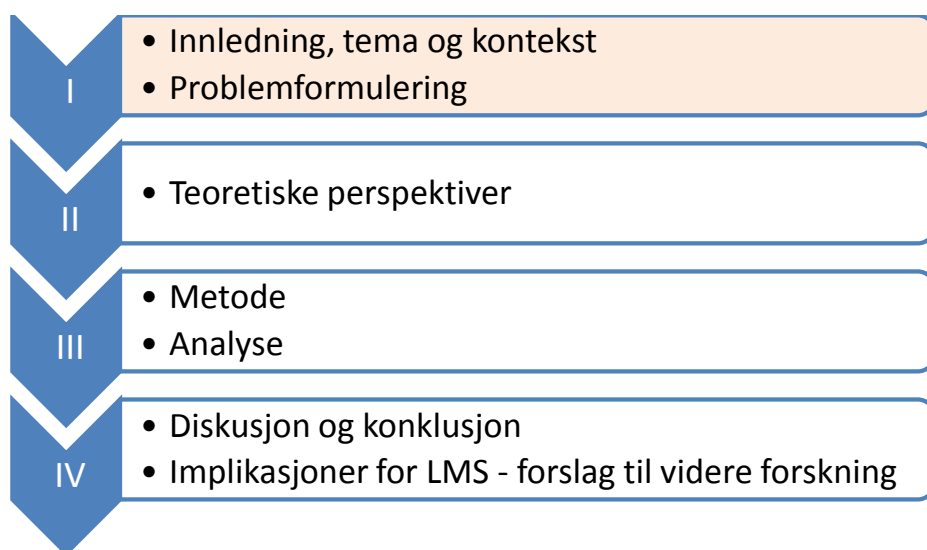 I
• Innledning, tema og kontekst
• Problemformulering
II
• Teoretiske perspektiver
III
• Metode
• Analyse
IV
• Diskusjon og konklusjon
• Implikasjoner for LMS - forslag til videre forskning